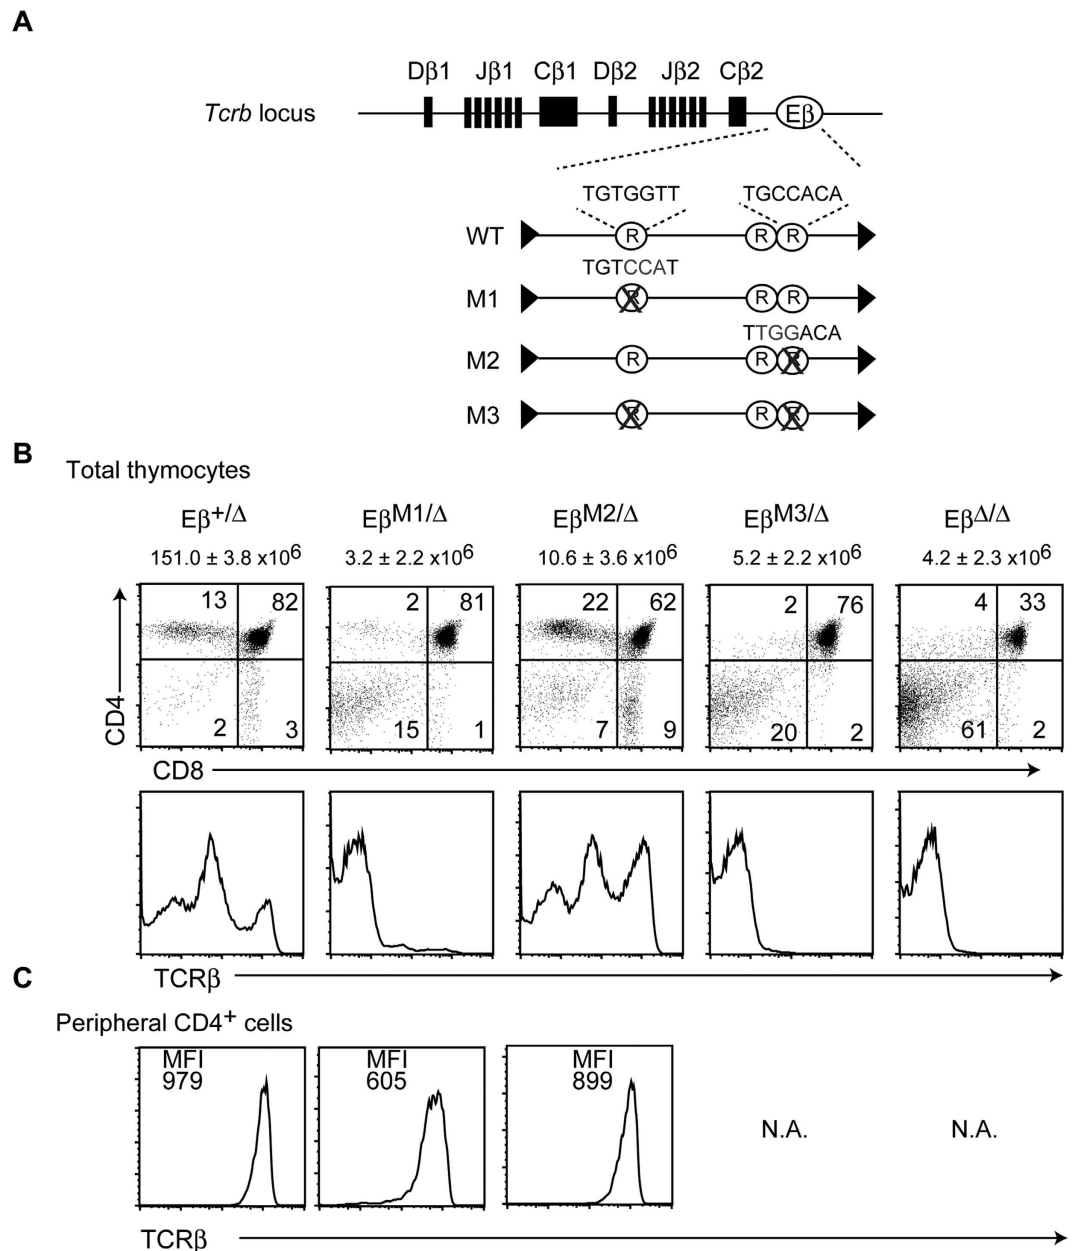 A
Dβ1 Jβ1 Cβ1 Dβ2 Jβ2 Cβ2
Tcrb locus
Eβ
TGTGGTT TGCCACA
WT R R R
TGTCCAT
M1 R R R
TTGGACA
M2 R R R
M3 R R R
B
Total thymocytes
Eβ+/Δ EβM1/Δ EβM2/Δ EβM3/Δ EβΔ/Δ
151.0 ± 3.8 x10⁶ 3.2 ± 2.2 x10⁶ 10.6 ± 3.6 x10⁶ 5.2 ± 2.2 x10⁶ 4.2 ± 2.3 x10⁶
13 82 2 81 22 62 2 76 4 33
2 3 15 1 7 9 20 2 61 2
CD4
CD8
TCRβ
C
Peripheral CD4⁺ cells
MFI MFI MFI
979 605 899
N.A. N.A.
TCRβ